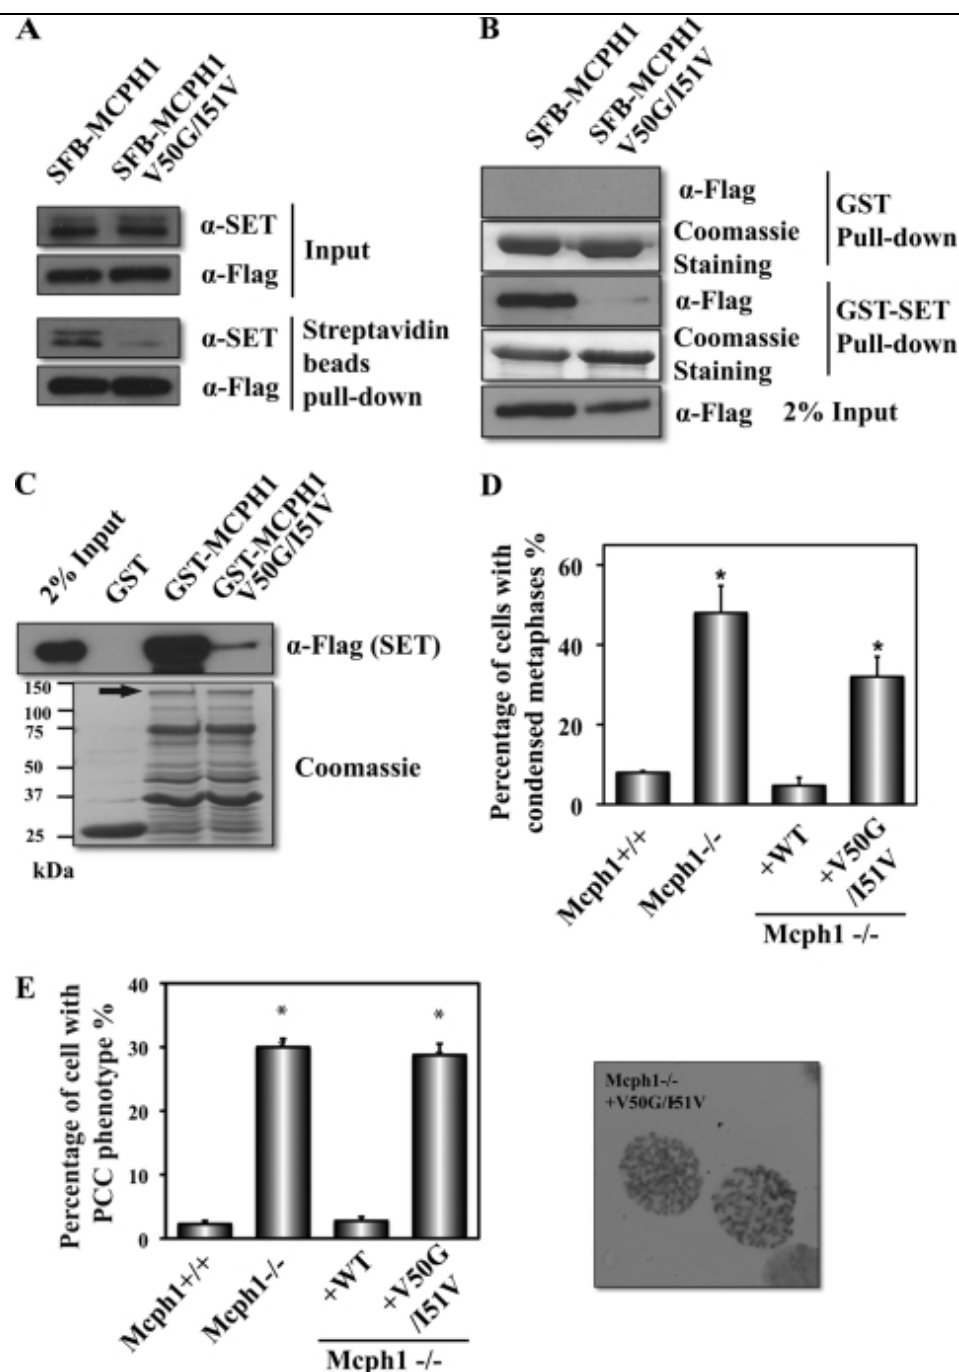 A
SFB-MCPH1
SFB-MCPH1
V50G/I51V
α-SET
α-Flag
Input
α-SET
α-Flag
Streptavidin
beads
pull-down
B
SFB-MCPH1
SFB-MCPH1
V50G/I51V
α-Flag
Coomassie
Staining
GST
Pull-down
α-Flag
Coomassie
Staining
GST-SET
Pull-down
α-Flag 2% Input
C
2% Input
GST
GST-MCPH1
GST-MCPH1
V50G/I51V
α-Flag (SET)
150
100
75
50
37
25
kDa
Coomassie
D
Percentage of cells with
condensed metaphases %
60
40
20
0
*
*
Mcph1+/+
Mcph1-/-
+WT
+V50G
/I51V
Mcph1 -/-
E
Percentage of cell with
PCC phenotype %
40
30
20
10
0
*
*
Mcph1+/+
Mcph1-/-
+WT
+V50G
/I51V
Mcph1 -/-
Mcph1-/-
+V50G/I51V